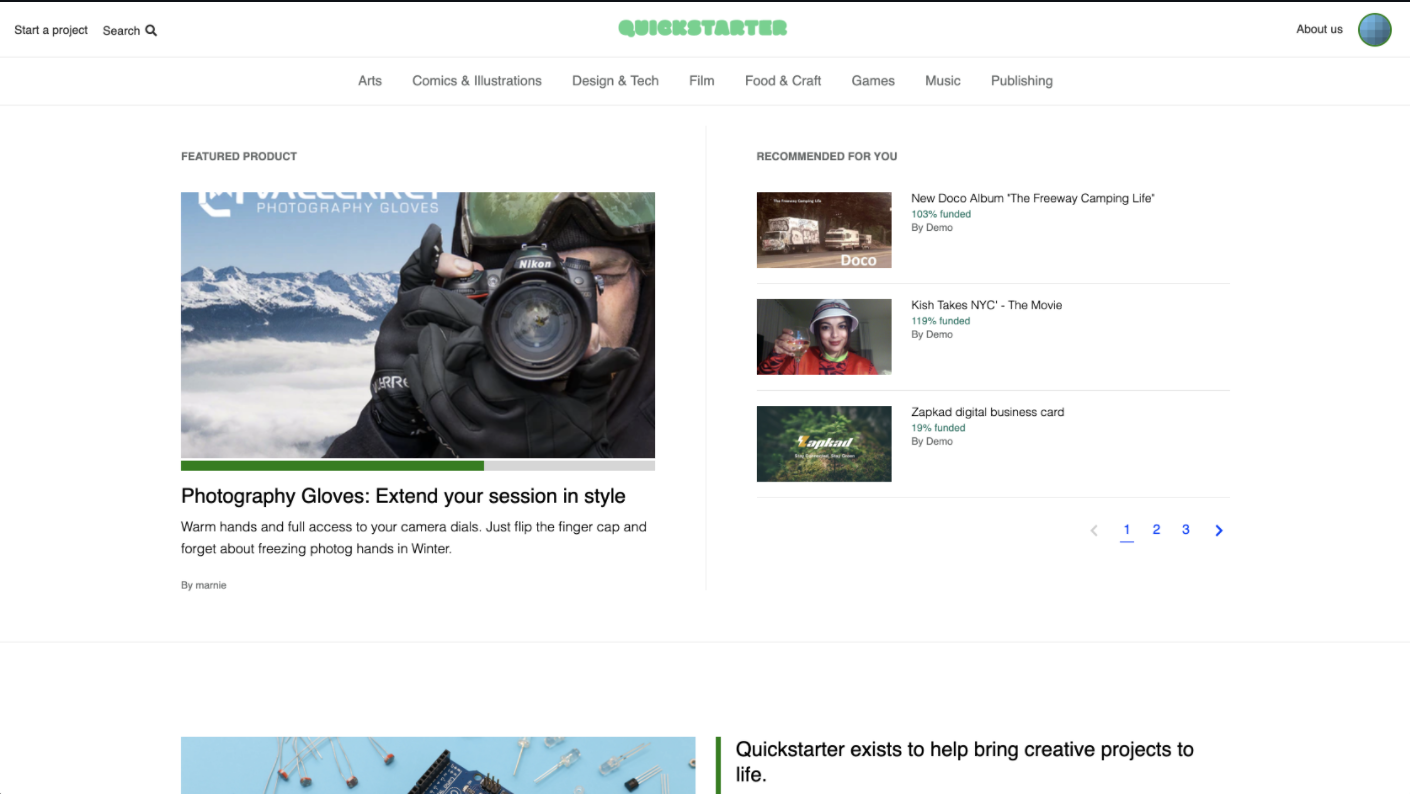 Start a project
Search
QUICKSTARTER
About us
Arts
Comics & Illustrations
Design & Tech
Film
Food & Craft
Games
Music
Publishing
FEATURED PRODUCT
PHOTOGRAPHY GLOVES
Nikon
Photography Gloves: Extend your session in style
Warm hands and full access to your camera dials. Just flip the finger cap and
forget about freezing photog hands in Winter.
By marnie
RECOMMENDED FOR YOU
The Freeway Camping Life
Doco
New Doco Album "The Freeway Camping Life"
103% funded
By Demo
Kish Takes NYC' - The Movie
119% funded
By Demo
Zapkad
Stay Connected, Stay Green
Zapkad digital business card
19% funded
By Demo
1
2
3
Quickstarter exists to help bring creative projects to
life.